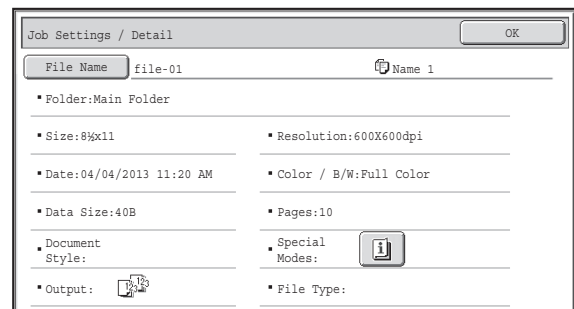 Job Settings / Detail
OK
File Name
file-01
Name 1
Folder:Main Folder
Size:8½x11
Resolution:600X600dpi
Date:04/04/2013 11:20 AM
Color / B/W:Full Color
Data Size:40B
Pages:10
Document
Style:
Special
Modes:
Output:
123
123
File Type: